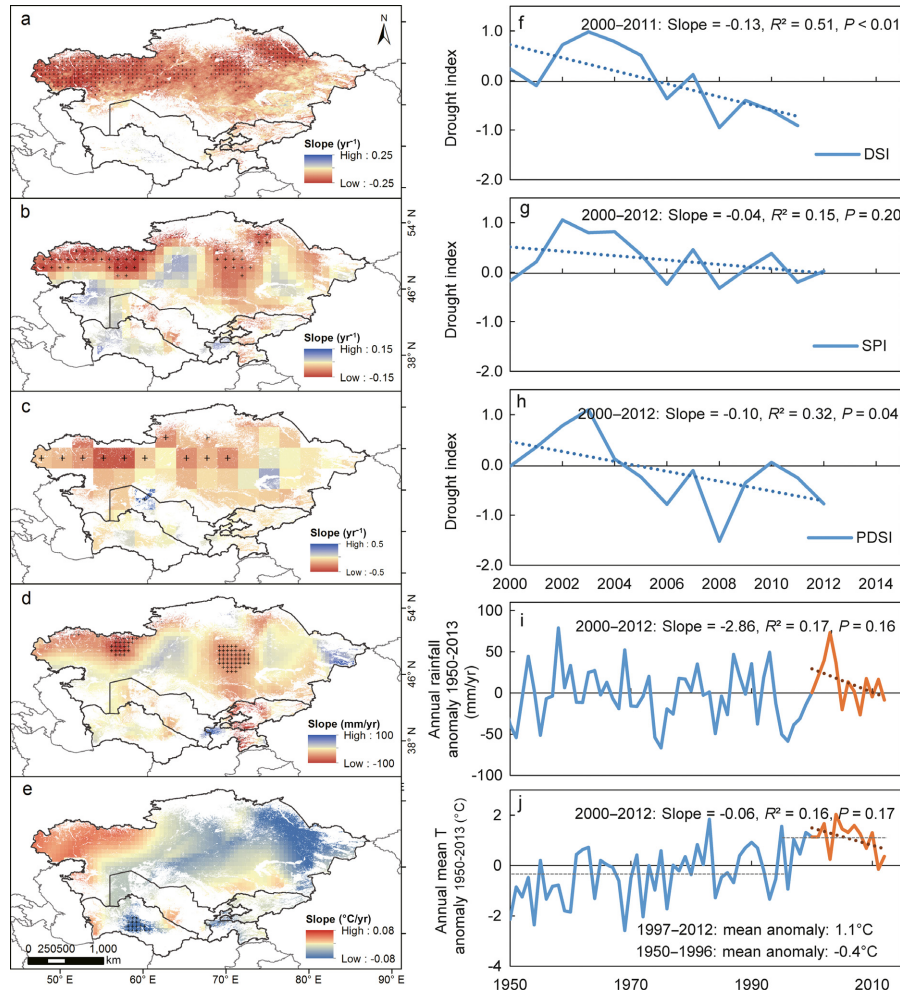 a
N
Slope (yr⁻¹)
High : 0.25
Low : -0.25
b
54° N
46° N
38° N
Slope (yr⁻¹)
High : 0.15
Low : -0.15
c
Slope (yr⁻¹)
High : 0.5
Low : -0.5
d
54° N
46° N
38° N
Slope (mm/yr)
High : 100
Low : -100
e
Slope (°C/yr)
High : 0.08
Low : -0.08
0 250500 1,000
km
50° E 60° E 70° E 80° E 90° E
f
2000–2011: Slope = -0.13, R² = 0.51, P < 0.01
Drought index
1.0
0.0
-1.0
-2.0
DSI
g
2000–2012: Slope = -0.04, R² = 0.15, P = 0.20
Drought index
1.0
0.0
-1.0
-2.0
SPI
h
2000–2012: Slope = -0.10, R² = 0.32, P = 0.04
Drought index
1.0
0.0
-1.0
-2.0
PDSI
2000 2002 2004 2006 2008 2010 2012 2014
i
2000–2012: Slope = -2.86, R² = 0.17, P = 0.16
Annual rainfall
anomaly 1950-2013
(mm/yr)
100
50
0
-50
-100
j
2000–2012: Slope = -0.06, R² = 0.16, P = 0.17
Annual mean T
anomaly 1950-2013 (°C)
2
0
-2
-4
1997–2012: mean anomaly: 1.1°C
1950–1996: mean anomaly: -0.4°C
1950 1970 1990 2010